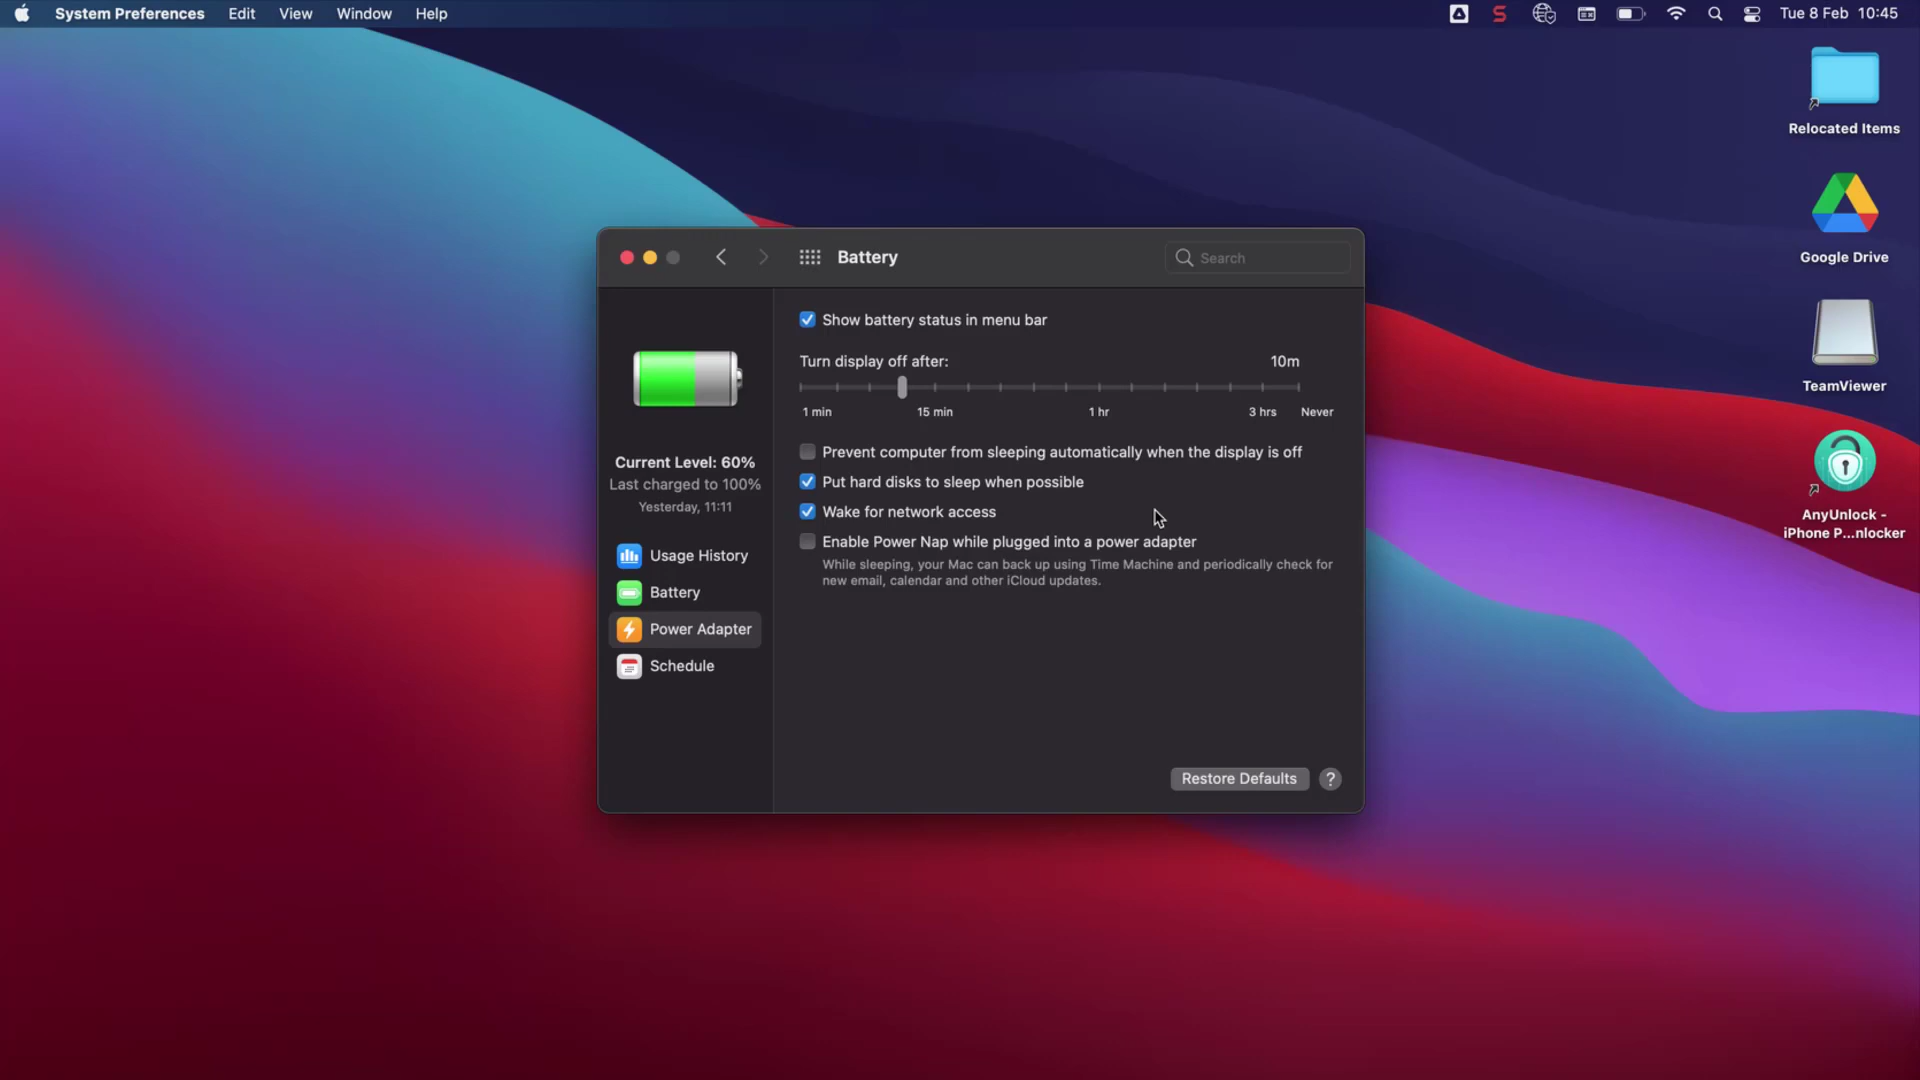 System Preferences Edit View Window Help
S
Tue 8 Feb 10:45
Relocated Items
Google Drive
TeamViewer
AnyUnlock -
iPhone P...nlocker
Battery
Search
Current Level: 60%
Last charged to 100%
Yesterday, 11:11
Usage History
Battery
Power Adapter
Schedule
Show battery status in menu bar
Turn display off after: 10m
1 min 15 min 1 hr 3 hrs Never
Prevent computer from sleeping automatically when the display is off
Put hard disks to sleep when possible
Wake for network access
Enable Power Nap while plugged into a power adapter
While sleeping, your Mac can back up using Time Machine and periodically check for
new email, calendar and other iCloud updates.
Restore Defaults ?